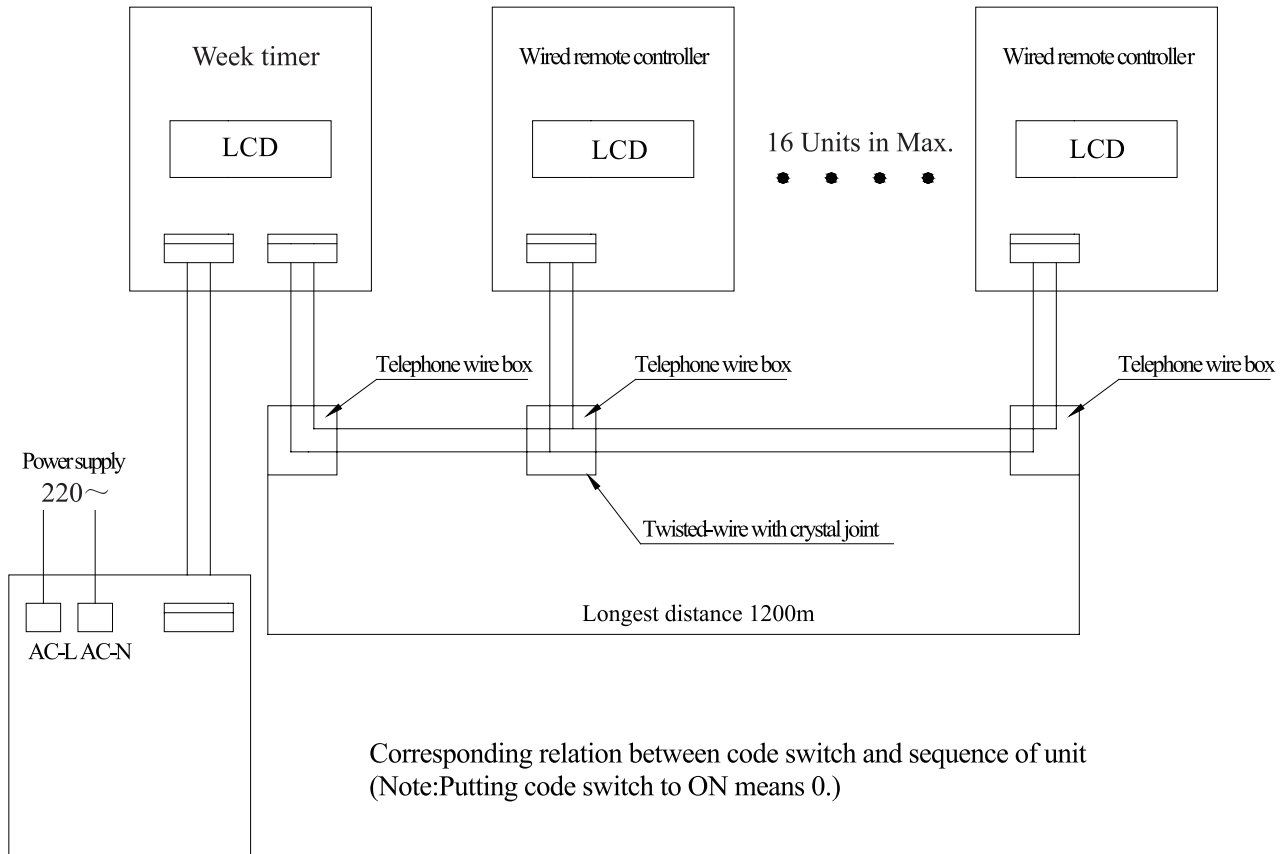 Week timer
LCD
Wired remote controller
LCD
16 Units in Max.
Wired remote controller
LCD
Telephone wire box
Telephone wire box
Telephone wire box
Power supply
220～
Twisted-wire with crystal joint
Longest distance 1200m
AC-L AC-N
Corresponding relation between code switch and sequence of unit
(Note:Putting code switch to ON means 0.)